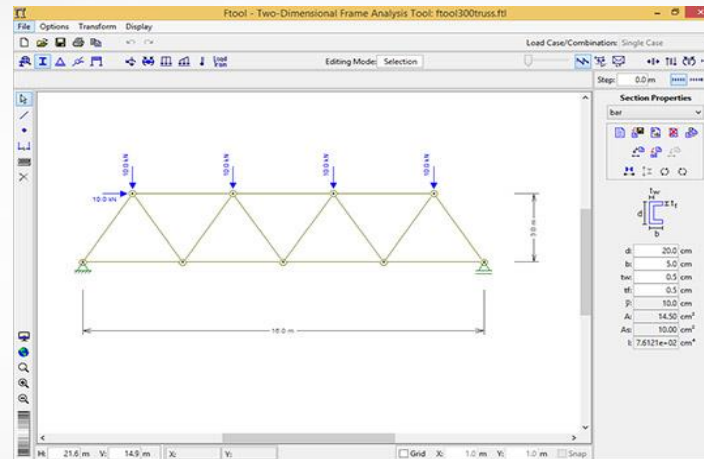 Ftool - Two-Dimensional Frame Analysis Tool: ftool300truss.ftl
File Options Transform Display
Load Case/Combination: Single Case
Editing Mode: Selection
Step: 0.0 m
Section Properties
bar
10.0 kN
10.0 kN
10.0 kN
10.0 kN
10.0 kN
3.0 m
16.0 m
tw
tf
d
b
d: 20.0 cm
b: 5.0 cm
tw: 0.5 cm
tf: 0.5 cm
ȳ: 10.0 cm
A: 14.50 cm²
As: 10.00 cm²
I: 7.6121e+02 cm⁴
H: 21.6 m V: 14.9 m X: Y: Grid X: 1.0 m Y: 1.0 m Snap